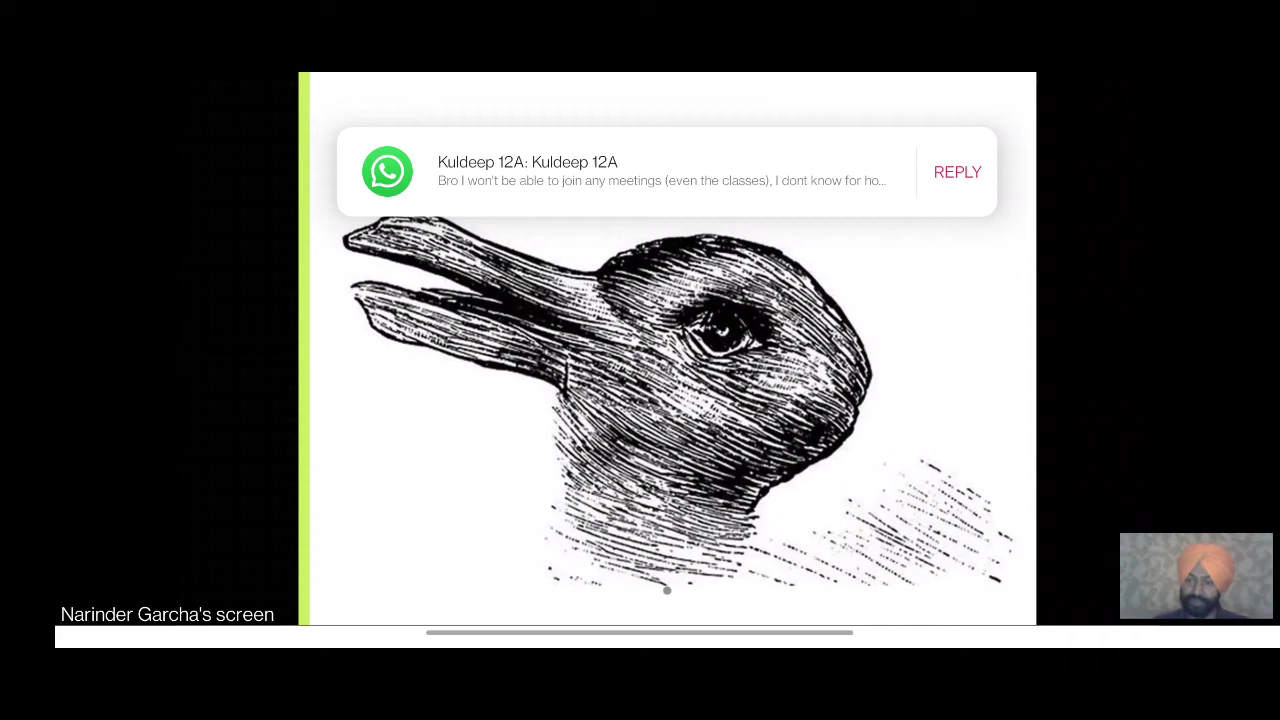 Kuldeep 12A: Kuldeep 12A
Bro I won't be able to join any meetings (even the classes), I dont know for ho...
REPLY
Narinder Garcha's screen